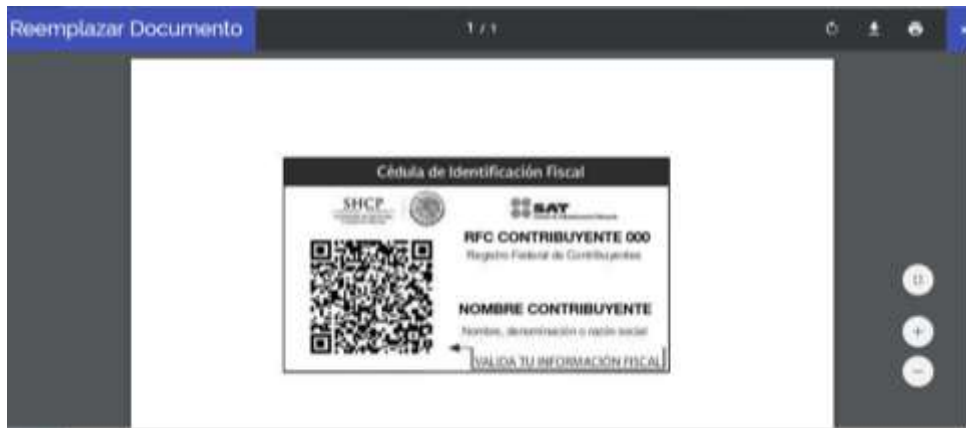 Reemplazar Documento
1 / 1
Cédula de Identificación Fiscal
SHCP
SAT
RFC CONTRIBUYENTE 000
Registro Federal de Contribuyentes
NOMBRE CONTRIBUYENTE
Nombre, denominación o razón social
VALIDA TU INFORMACIÓN FISCAL